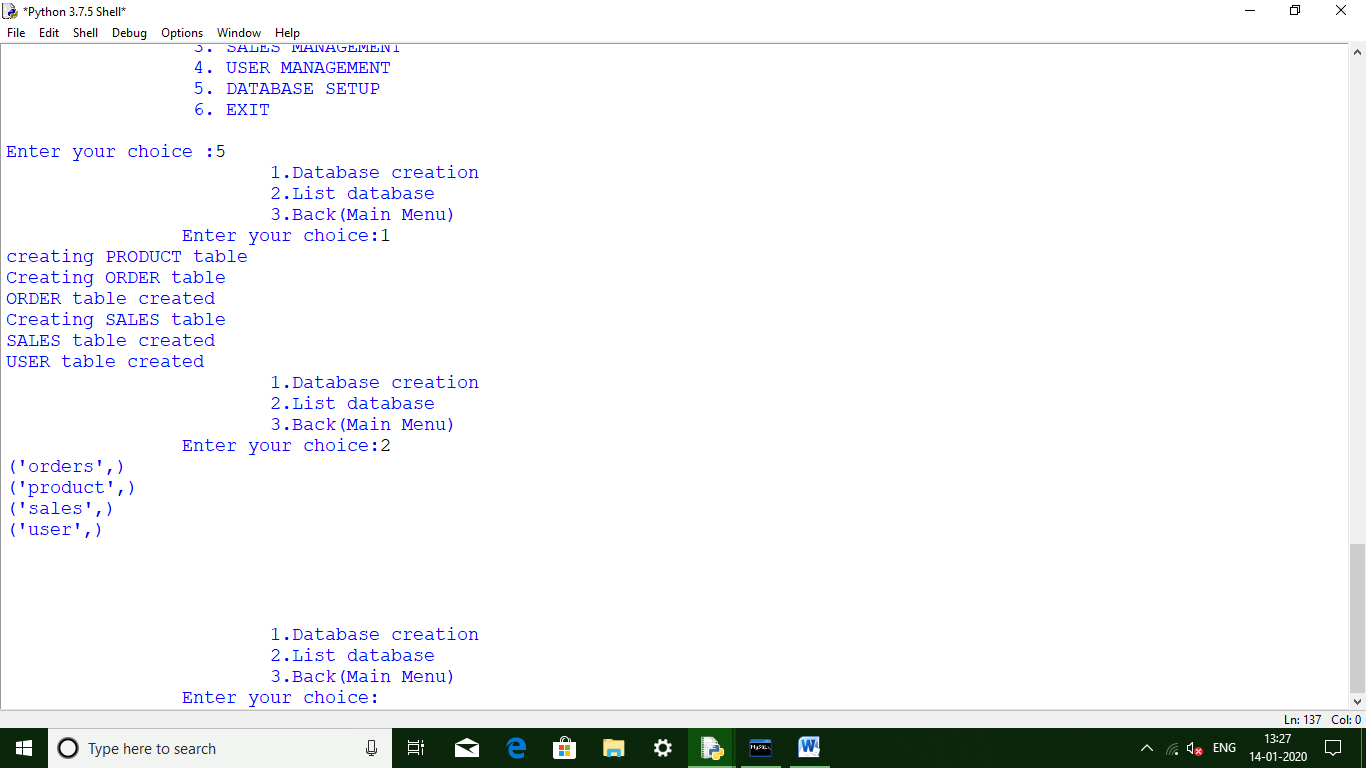 *Python 3.7.5 Shell*
File Edit Shell Debug Options Window Help
3. SALES MANAGEMENT
4. USER MANAGEMENT
5. DATABASE SETUP
6. EXIT
Enter your choice :5
1.Database creation
2.List database
3.Back(Main Menu)
Enter your choice:1
creating PRODUCT table
Creating ORDER table
ORDER table created
Creating SALES table
SALES table created
USER table created
1.Database creation
2.List database
3.Back(Main Menu)
Enter your choice:2
('orders',)
('product',)
('sales',)
('user',)
1.Database creation
2.List database
3.Back(Main Menu)
Enter your choice:
Ln: 137 Col: 0
Type here to search
ENG
13:27
14-01-2020